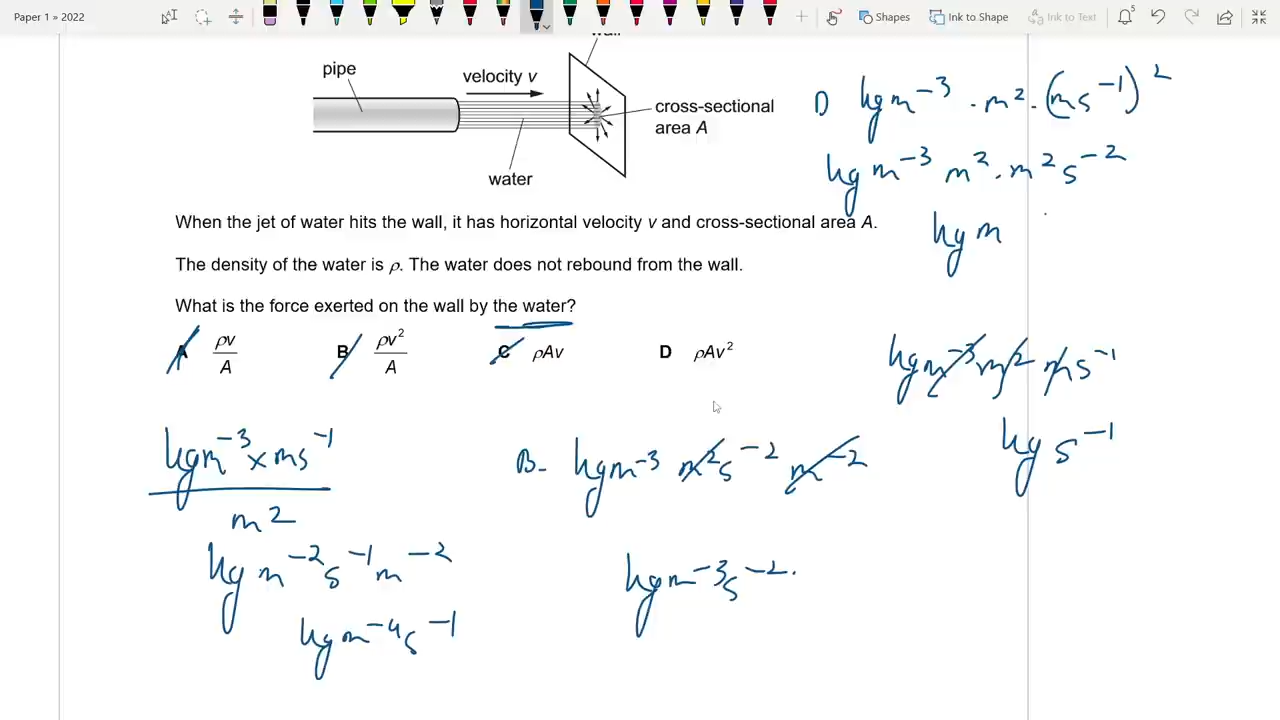 Paper 1 » 2022
Shapes
Ink to Shape
Ink to Text
5
pipe
velocity v
cross-sectional
area A
water
When the jet of water hits the wall, it has horizontal velocity v and cross-sectional area A.
The density of the water is ρ. The water does not rebound from the wall.
What is the force exerted on the wall by the water?
A ρv/A
B ρv²/A
C ρAv
D ρAv²
D kgm⁻³ · m² · (ms⁻¹)²
kg m⁻³ m² · m² s⁻²
kg m
kgm⁻³ m² ms⁻¹
kg s⁻¹
kgm⁻³ × ms⁻¹
m²
kg m⁻² s⁻¹ m⁻²
kgm⁻⁴s⁻¹
B- kgm⁻³ m²s⁻² m⁻²
kgm⁻³s⁻².